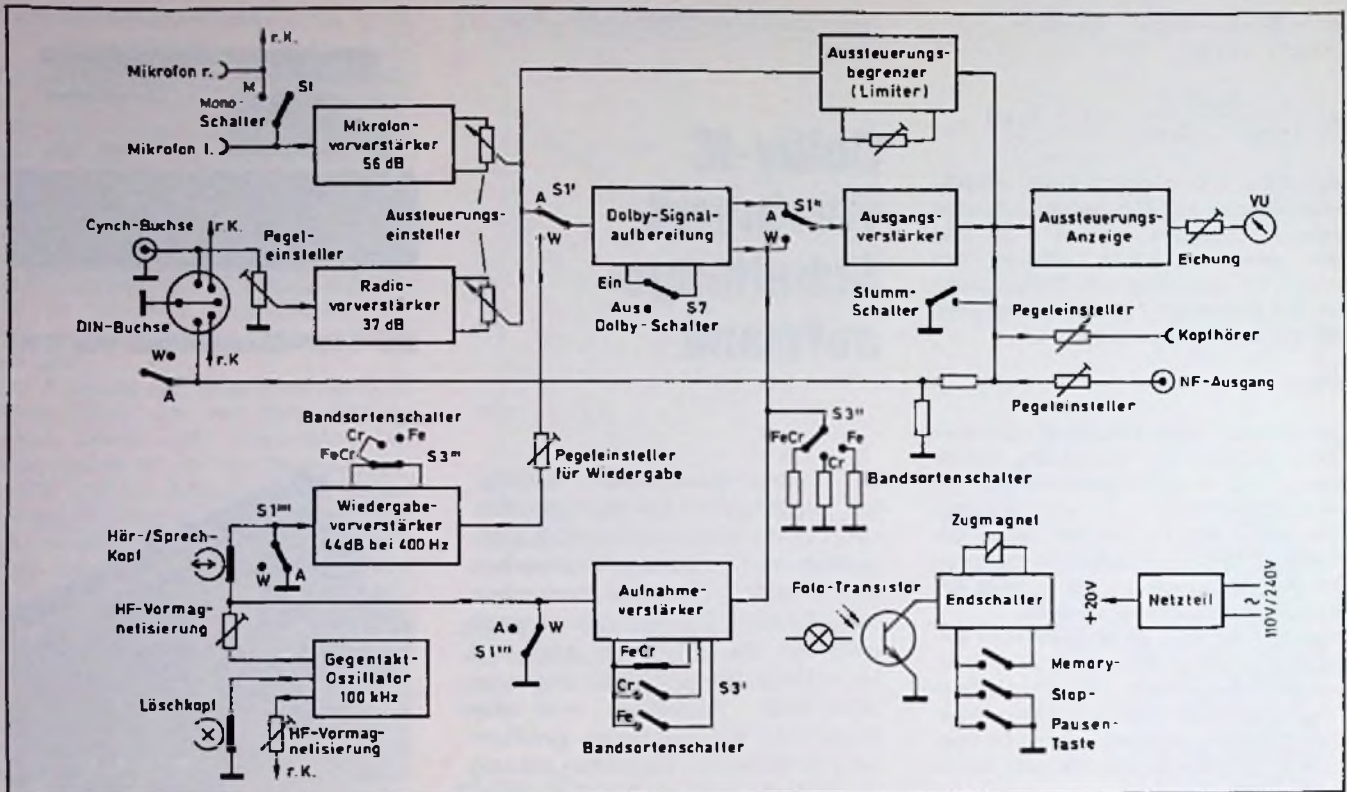 r.K.
Mikrofon r.
M
S1
Mono-
Schalter
Mikrofon l.
Mikrofon-
vorverstärker
56 dB
Aussteuerungs-
begrenzer
(Limiter)
Cynch-Buchse
r.K.
Pegel-
einsteller
DIN-Buchse
r.K
W
A
Radio-
vorverstärker
37 dB
Aussteuerungs-
einsteller
A
S1'
W
Dolby-Signal-
aufbereitung
Ein
Aus
S7
Dolby-Schalter
A
S1"
W
Ausgangs-
verstärker
Aussteuerungs-
Anzeige
VU
Eichung
Stumm-
Schalter
Pegeleinsteller
Kopfhörer
NF-Ausgang
Pegeleinsteller
Bandsortenschalter
Cr
Fe
FeCr
S3"'
Pegeleinsteller
für Wiedergabe
Wiedergabe-
vorverstärker
44dB bei 400 Hz
S1""
W
A
Hör-/Sprech-
Kopf
HF-Vormag-
netisierung
Gegentakt-
Oszillator
100 kHz
Löschkopf
HF-Vormag-
netisierung
r.K.
A
W
S1"'
Aufnahme-
verstärker
FeCr
Cr
Fe
S3'
Bandsortenschalter
S3"
FeCr
Fe
Cr
Bandsortenschalter
Zugmagnet
Foto-Transistor
Endschalter
+20V
Netzteil
~
110V/240V
Memory-
Stop-
Pausen-
Taste